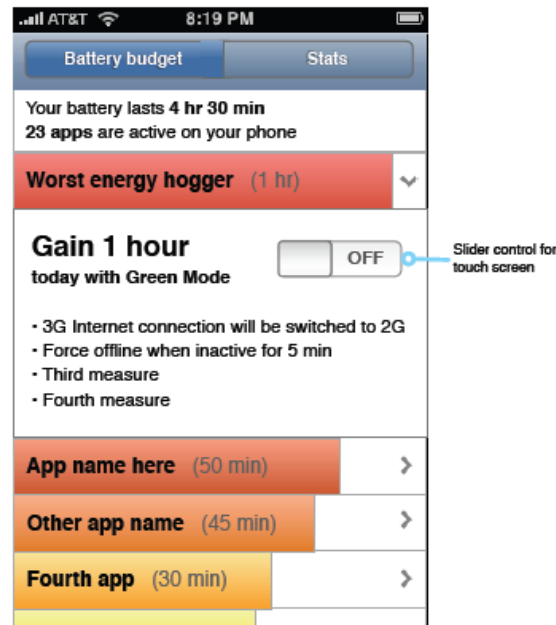 AT&T 8:19 PM
Battery budget Stats
Your battery lasts 4 hr 30 min
23 apps are active on your phone
Worst energy hogger (1 hr)
Gain 1 hour
today with Green Mode
OFF
Slider control for
touch screen
· 3G Internet connection will be switched to 2G
· Force offline when inactive for 5 min
· Third measure
· Fourth measure
App name here (50 min)
Other app name (45 min)
Fourth app (30 min)